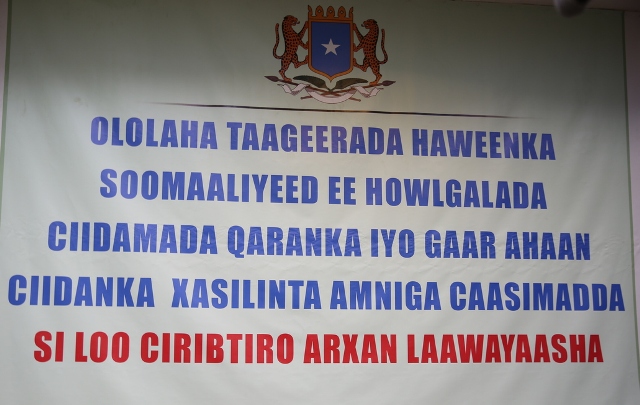 OLOLAHA TAAGEERADA HAWEENKA
SOOMAALIYEED EE HOWLGALADA
CIIDAMADA QARANKA IYO GAAR AHAAN
CIIDANKA XASILINTA AMNIGA CAASIMADDA
SI LOO CIRIBTIRO ARXAN LAAWAYAASHA